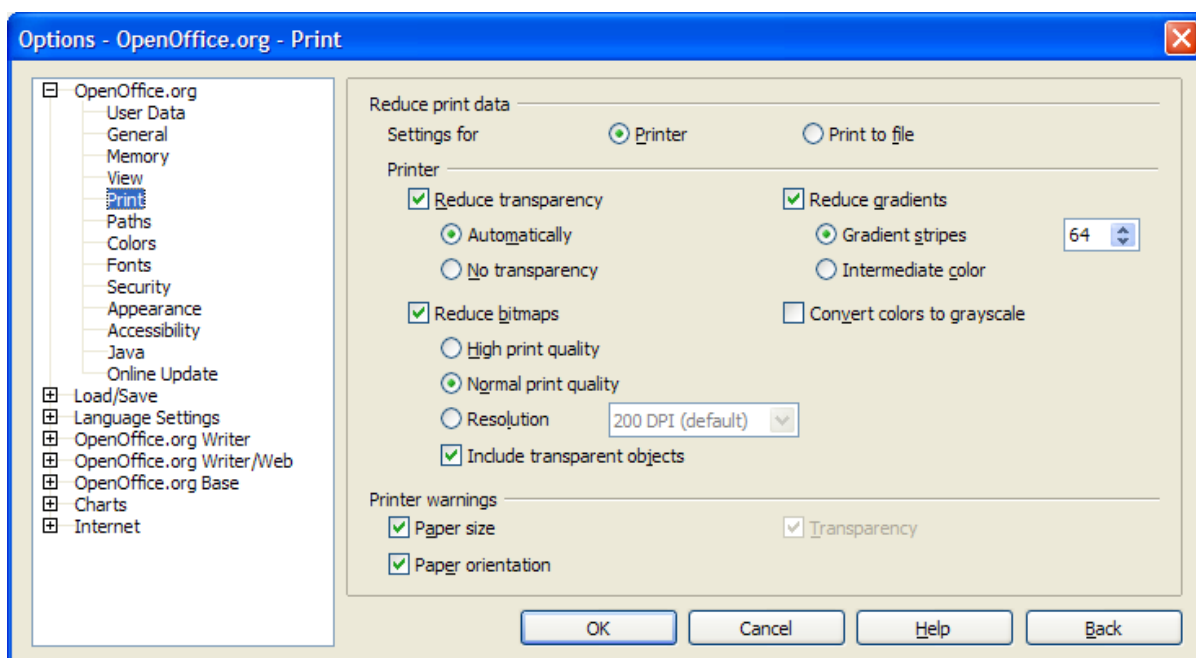 Options - OpenOffice.org - Print
OpenOffice.org
User Data
General
Memory
View
Print
Paths
Colors
Fonts
Security
Appearance
Accessibility
Java
Online Update
Load/Save
Language Settings
OpenOffice.org Writer
OpenOffice.org Writer/Web
OpenOffice.org Base
Charts
Internet
Reduce print data
Settings for Printer Print to file
Printer
Reduce transparency Reduce gradients
Automatically Gradient stripes 64
No transparency Intermediate color
Reduce bitmaps Convert colors to grayscale
High print quality
Normal print quality
Resolution 200 DPI (default)
Include transparent objects
Printer warnings
Paper size Transparency
Paper orientation
OK Cancel Help Back